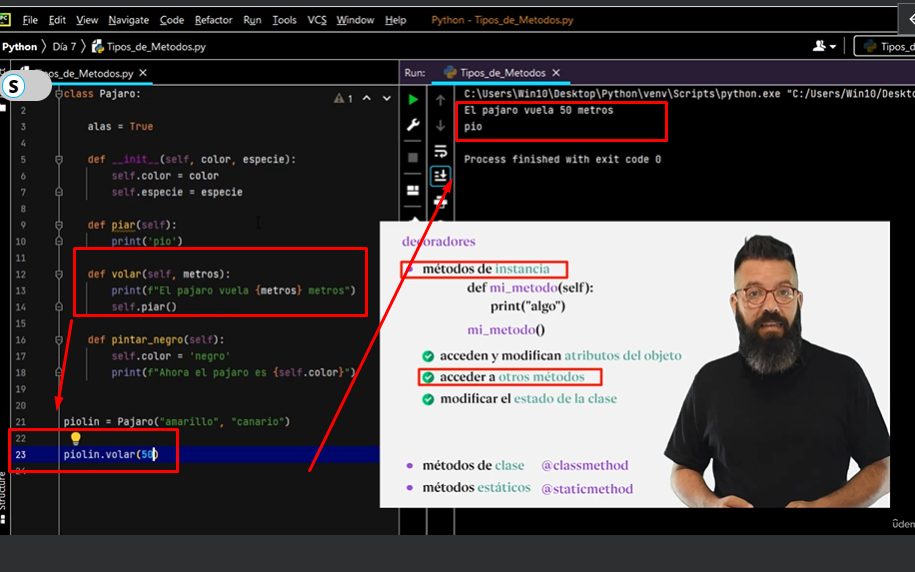 File Edit View Navigate Code Refactor Run Tools VCS Window Help Python - Tipos_de_Metodos.py
Python Día 7 Tipos_de_Metodos.py
Tipos_d
os_de_Metodos.py
S
1
class Pajaro:
2
3 alas = True
4
5 def __init__(self, color, especie):
6 self.color = color
7 self.especie = especie
8
9 def piar(self):
10 print('pio')
11
12 def volar(self, metros):
13 print(f"El pajaro vuela {metros} metros")
14 self.piar()
15
16 def pintar_negro(self):
17 self.color = 'negro'
18 print(f"Ahora el pajaro es {self.color}")
19
20
21 piolin = Pajaro("amarillo", "canario")
22
23 piolin.volar(50)
24
Structure
Run: Tipos_de_Metodos
C:\Users\Win10\Desktop\Python\venv\Scripts\python.exe "C:/Users/Win10/Deskto
El pajaro vuela 50 metros
pio
Process finished with exit code 0
decoradores
• métodos de instancia
def mi_metodo(self):
print("algo")
mi_metodo()
acceden y modifican atributos del objeto
acceder a otros métodos
modificar el estado de la clase
• métodos de clase @classmethod
• métodos estáticos @staticmethod
ûdem